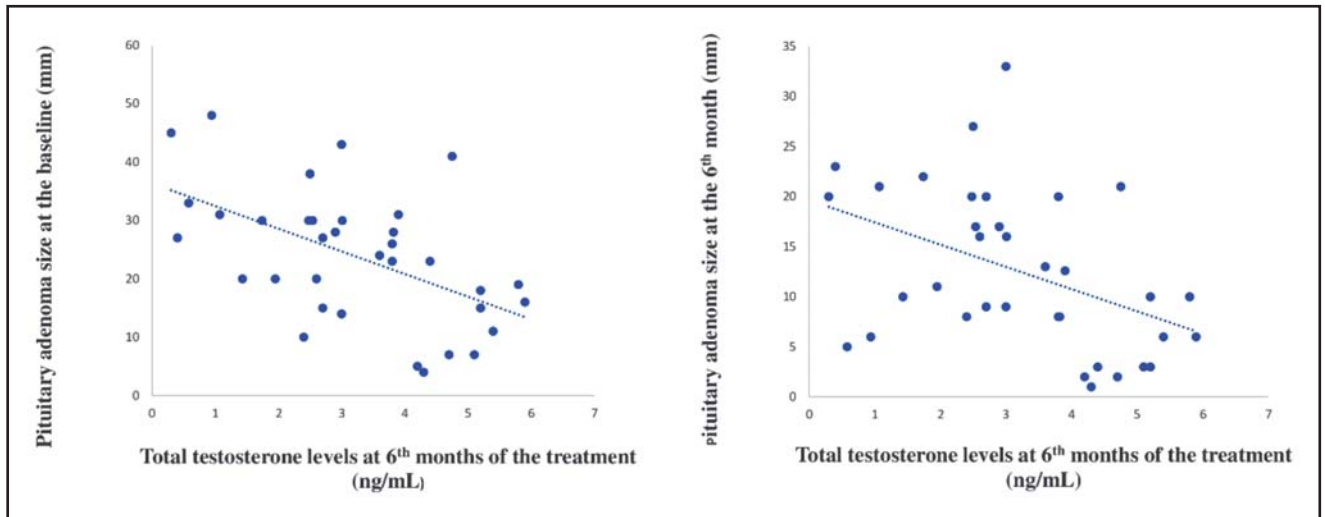 Pituitary adenoma size at the baseline (mm)
60
50
40
30
20
10
0
0 1 2 3 4 5 6 7
Total testosterone levels at 6th months of the treatment
(ng/mL)
Pituitary adenoma size at the 6th month (mm)
35
30
25
20
15
10
5
0
0 1 2 3 4 5 6 7
Total testosterone levels at 6th months of the treatment
(ng/mL)